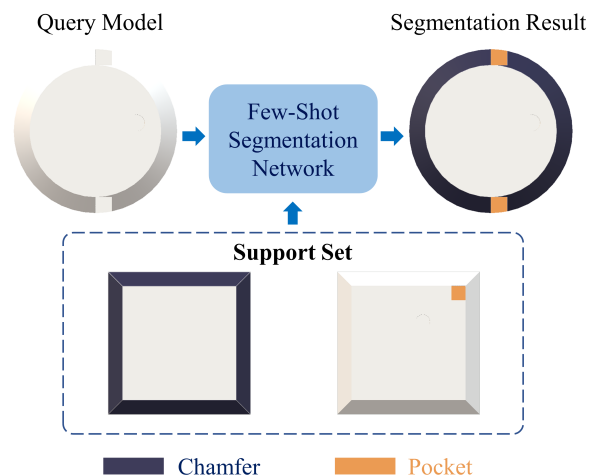 Query Model
Segmentation Result
Few-Shot
Segmentation
Network
Support Set
Chamfer
Pocket